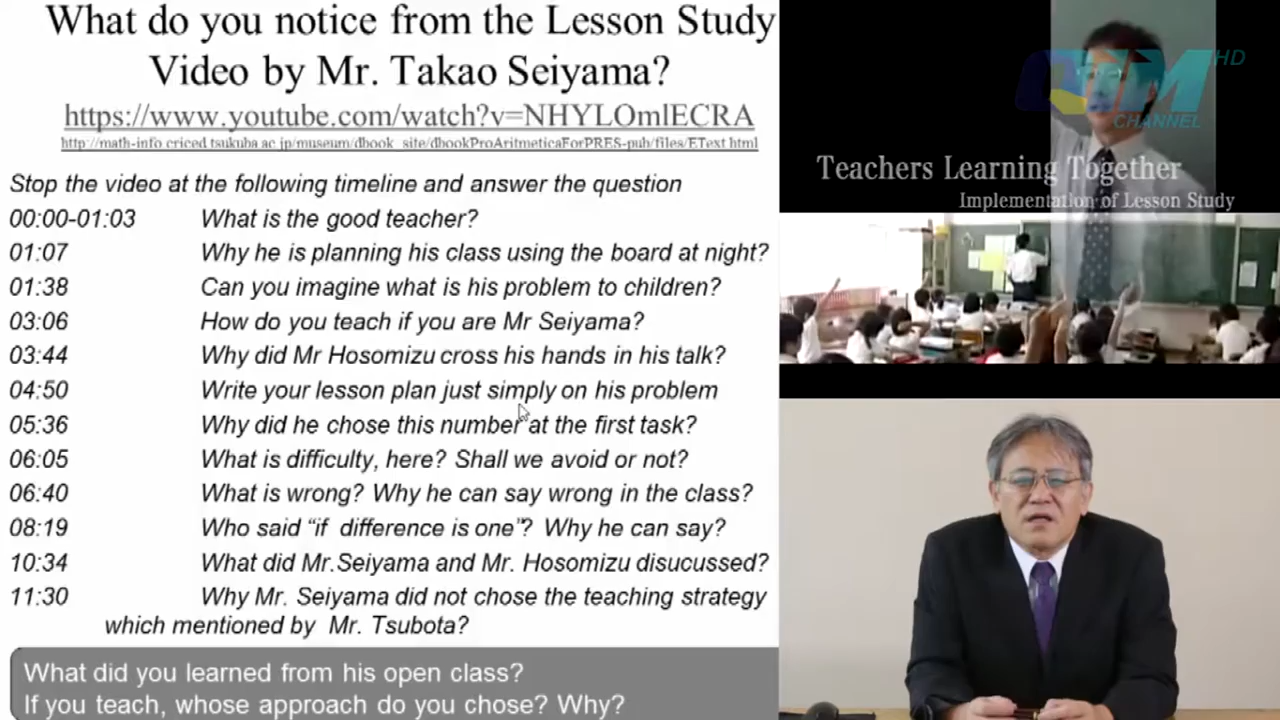 What do you notice from the Lesson Study
Video by Mr. Takao Seiyama?
https://www.youtube.com/watch?v=NHYLOmlECRA
http://math-info.criced.tsukuba.ac.jp/museum/dbook_site/dbookProAritmeticaForPRES-pub/files/EText.html
Stop the video at the following timeline and answer the question
00:00-01:03 What is the good teacher?
01:07 Why he is planning his class using the board at night?
01:38 Can you imagine what is his problem to children?
03:06 How do you teach if you are Mr Seiyama?
03:44 Why did Mr Hosomizu cross his hands in his talk?
04:50 Write your lesson plan just simply on his problem
05:36 Why did he chose this number at the first task?
06:05 What is difficulty, here? Shall we avoid or not?
06:40 What is wrong? Why he can say wrong in the class?
08:19 Who said “if difference is one”? Why he can say?
10:34 What did Mr.Seiyama and Mr. Hosomizu disucussed?
11:30 Why Mr. Seiyama did not chose the teaching strategy
which mentioned by Mr. Tsubota?
What did you learned from his open class?
If you teach, whose approach do you chose? Why?
HD
CHANNEL
Teachers Learning Together
Implementation of Lesson Study